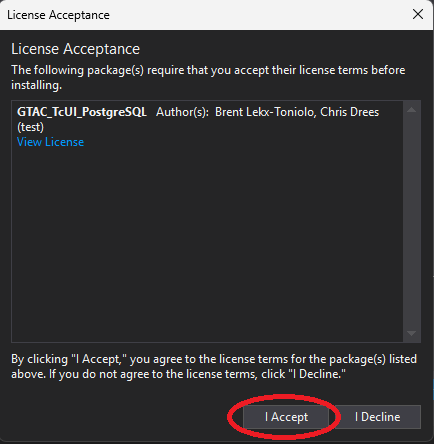 License Acceptance
License Acceptance
The following package(s) require that you accept their license terms before
installing.
GTAC_TcUI_PostgreSQL Author(s): Brent Lekx-Toniolo, Chris Drees
(test)
View License
By clicking "I Accept," you agree to the license terms for the package(s) listed
above. If you do not agree to the license terms, click "I Decline."
I Accept
I Decline